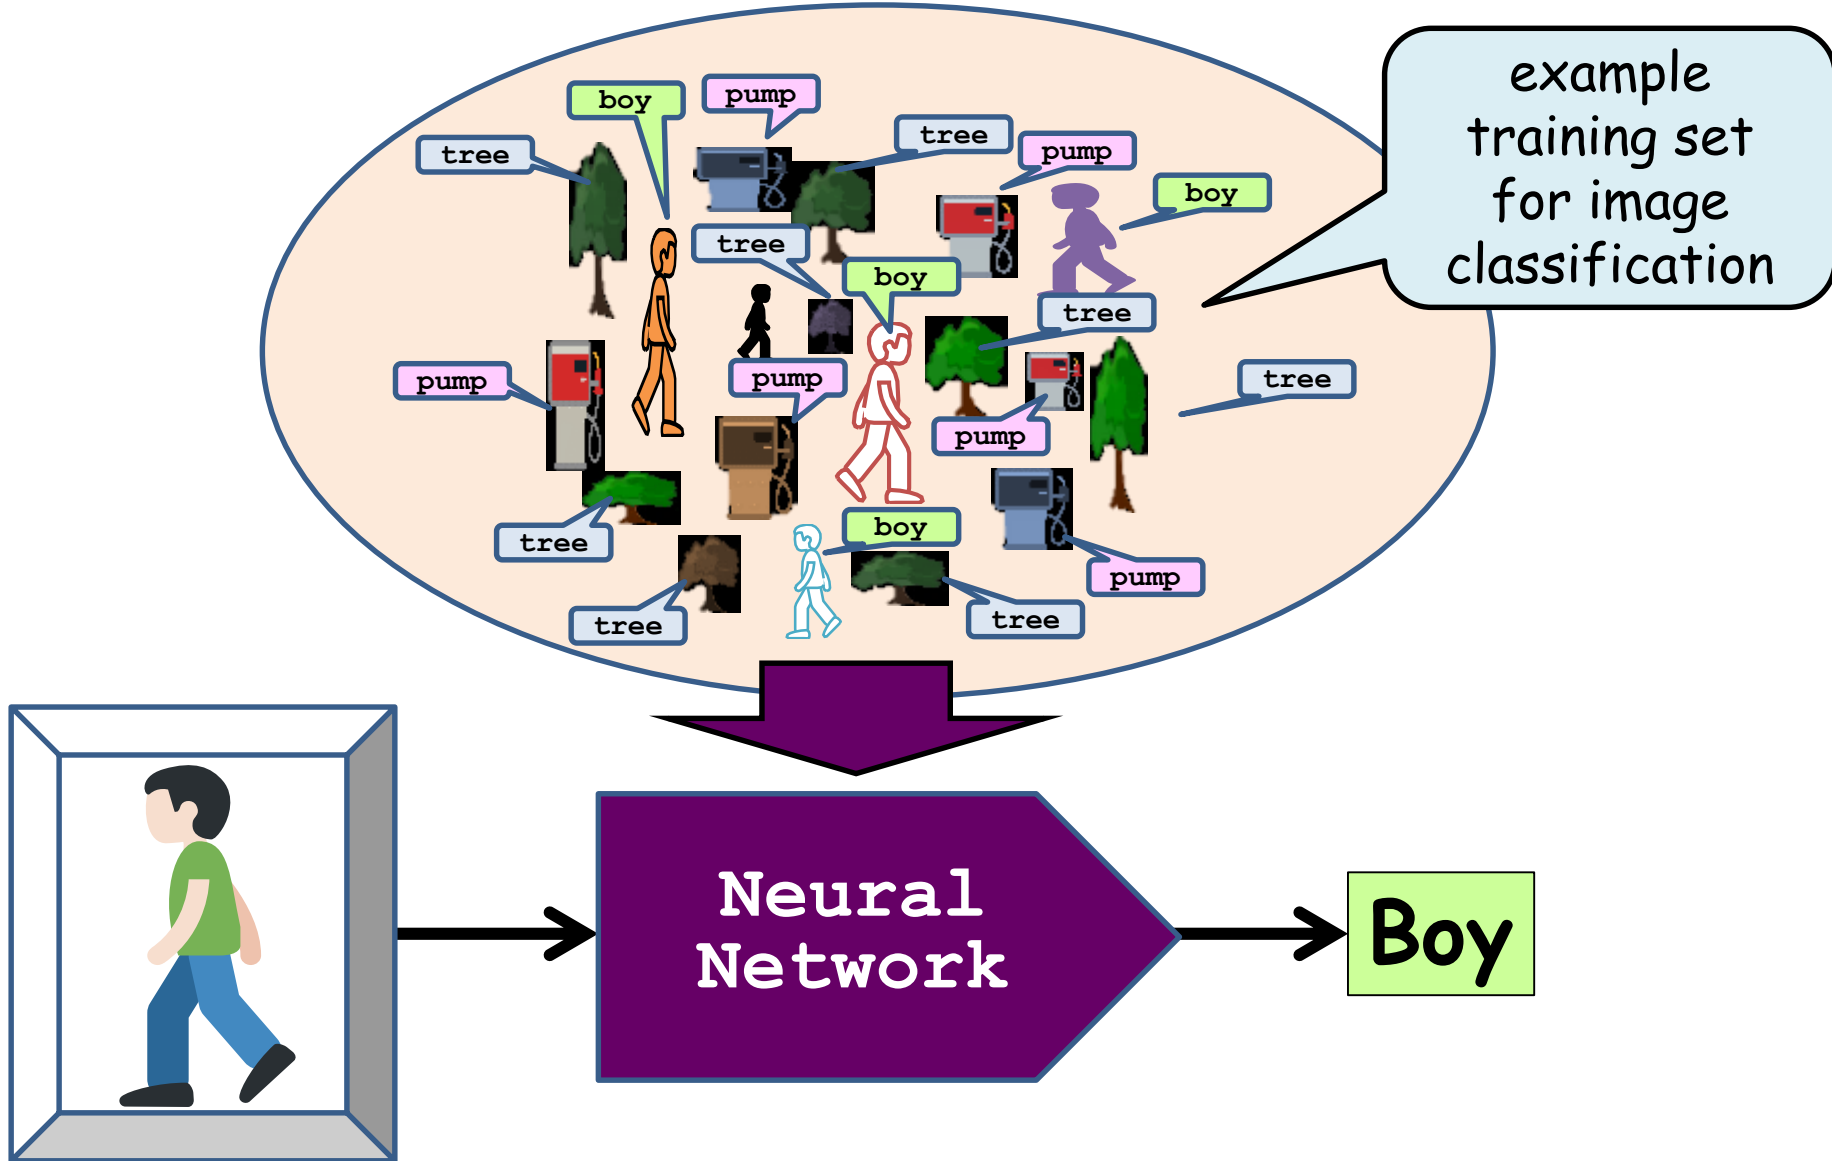 boy
pump
tree
tree
pump
boy
tree
boy
tree
pump
pump
tree
pump
boy
tree
pump
tree
tree
example
training set
for image
classification
Neural
Network
Boy